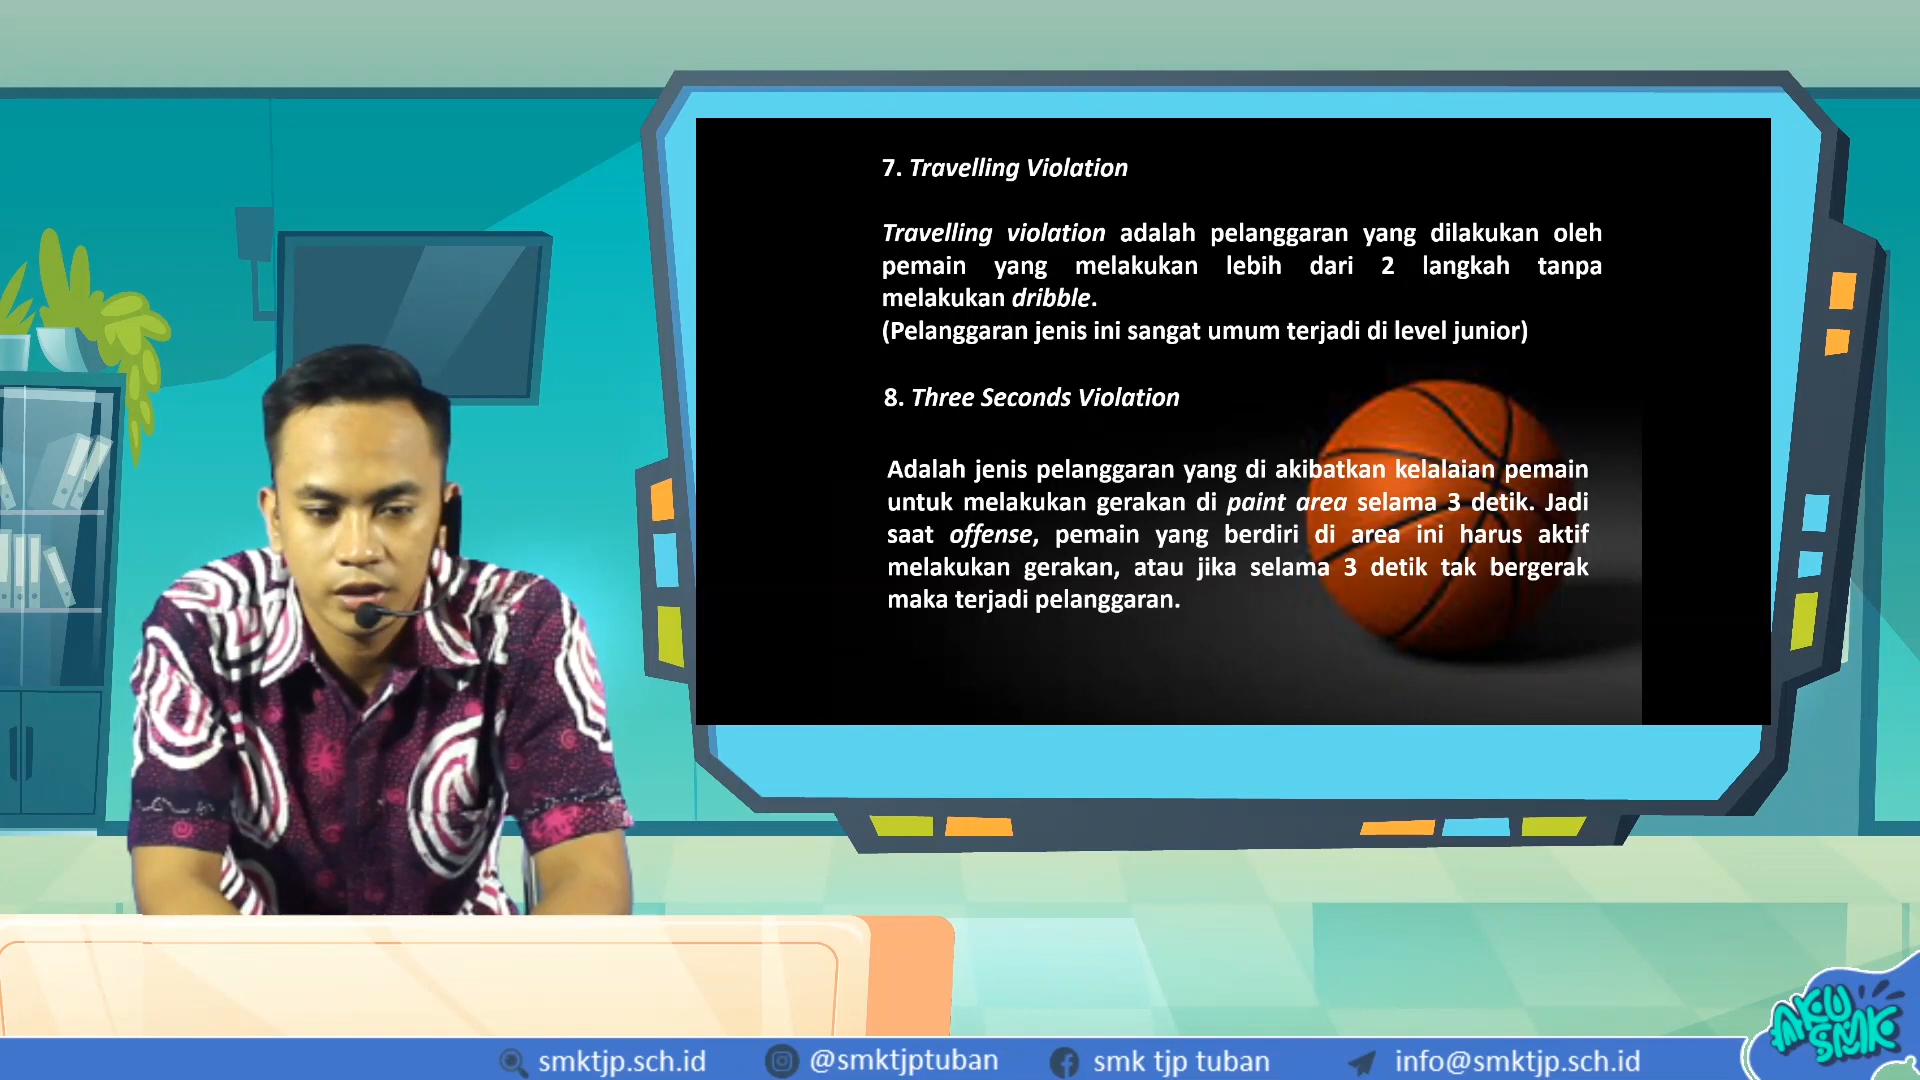 7. Travelling Violation
Travelling violation adalah pelanggaran yang dilakukan oleh
pemain yang melakukan lebih dari 2 langkah tanpa
melakukan dribble.
(Pelanggaran jenis ini sangat umum terjadi di level junior)
8. Three Seconds Violation
Adalah jenis pelanggaran yang di akibatkan kelalaian pemain
untuk melakukan gerakan di paint area selama 3 detik. Jadi
saat offense, pemain yang berdiri di area ini harus aktif
melakukan gerakan, atau jika selama 3 detik tak bergerak
maka terjadi pelanggaran.
AKU
SMK
smktjp.sch.id @smktjptuban smk tjp tuban info@smktjp.sch.id